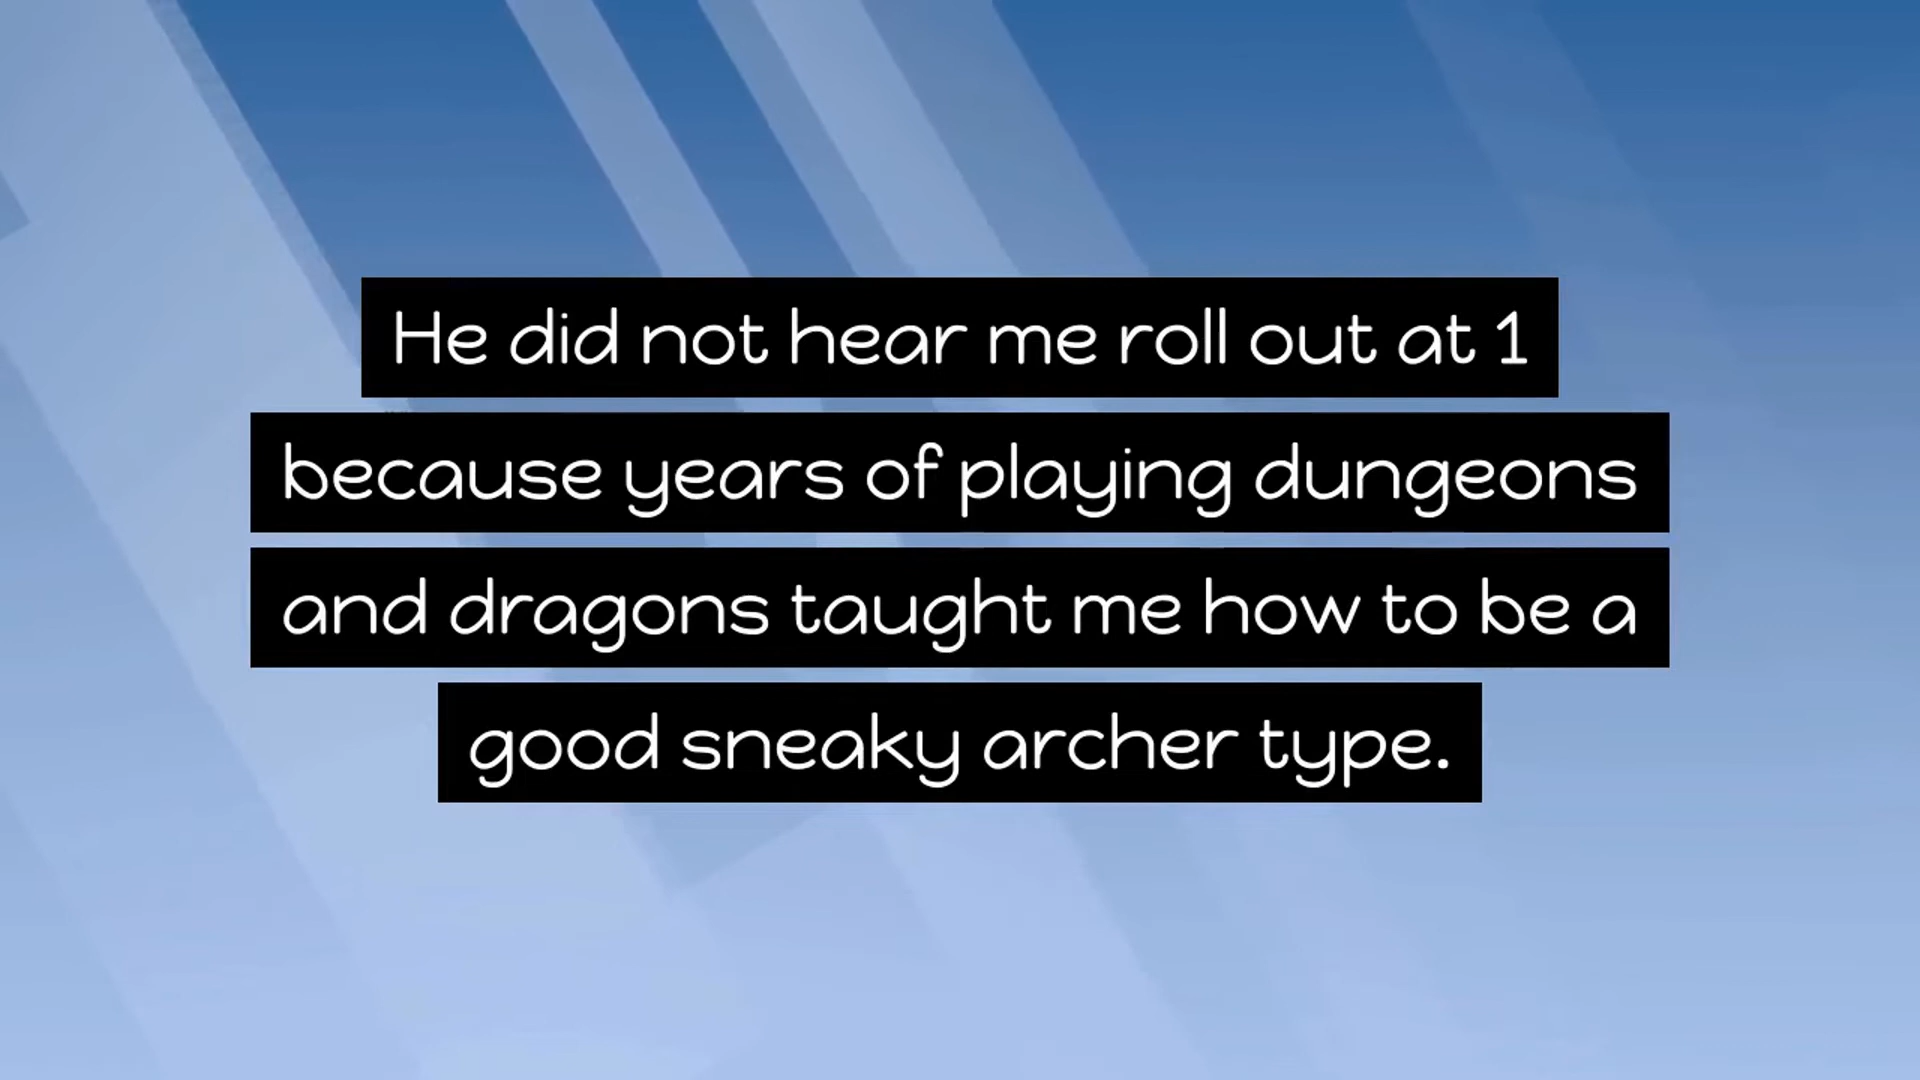 He did not hear me roll out at 1
because years of playing dungeons
and dragons taught me how to be a
good sneaky archer type.